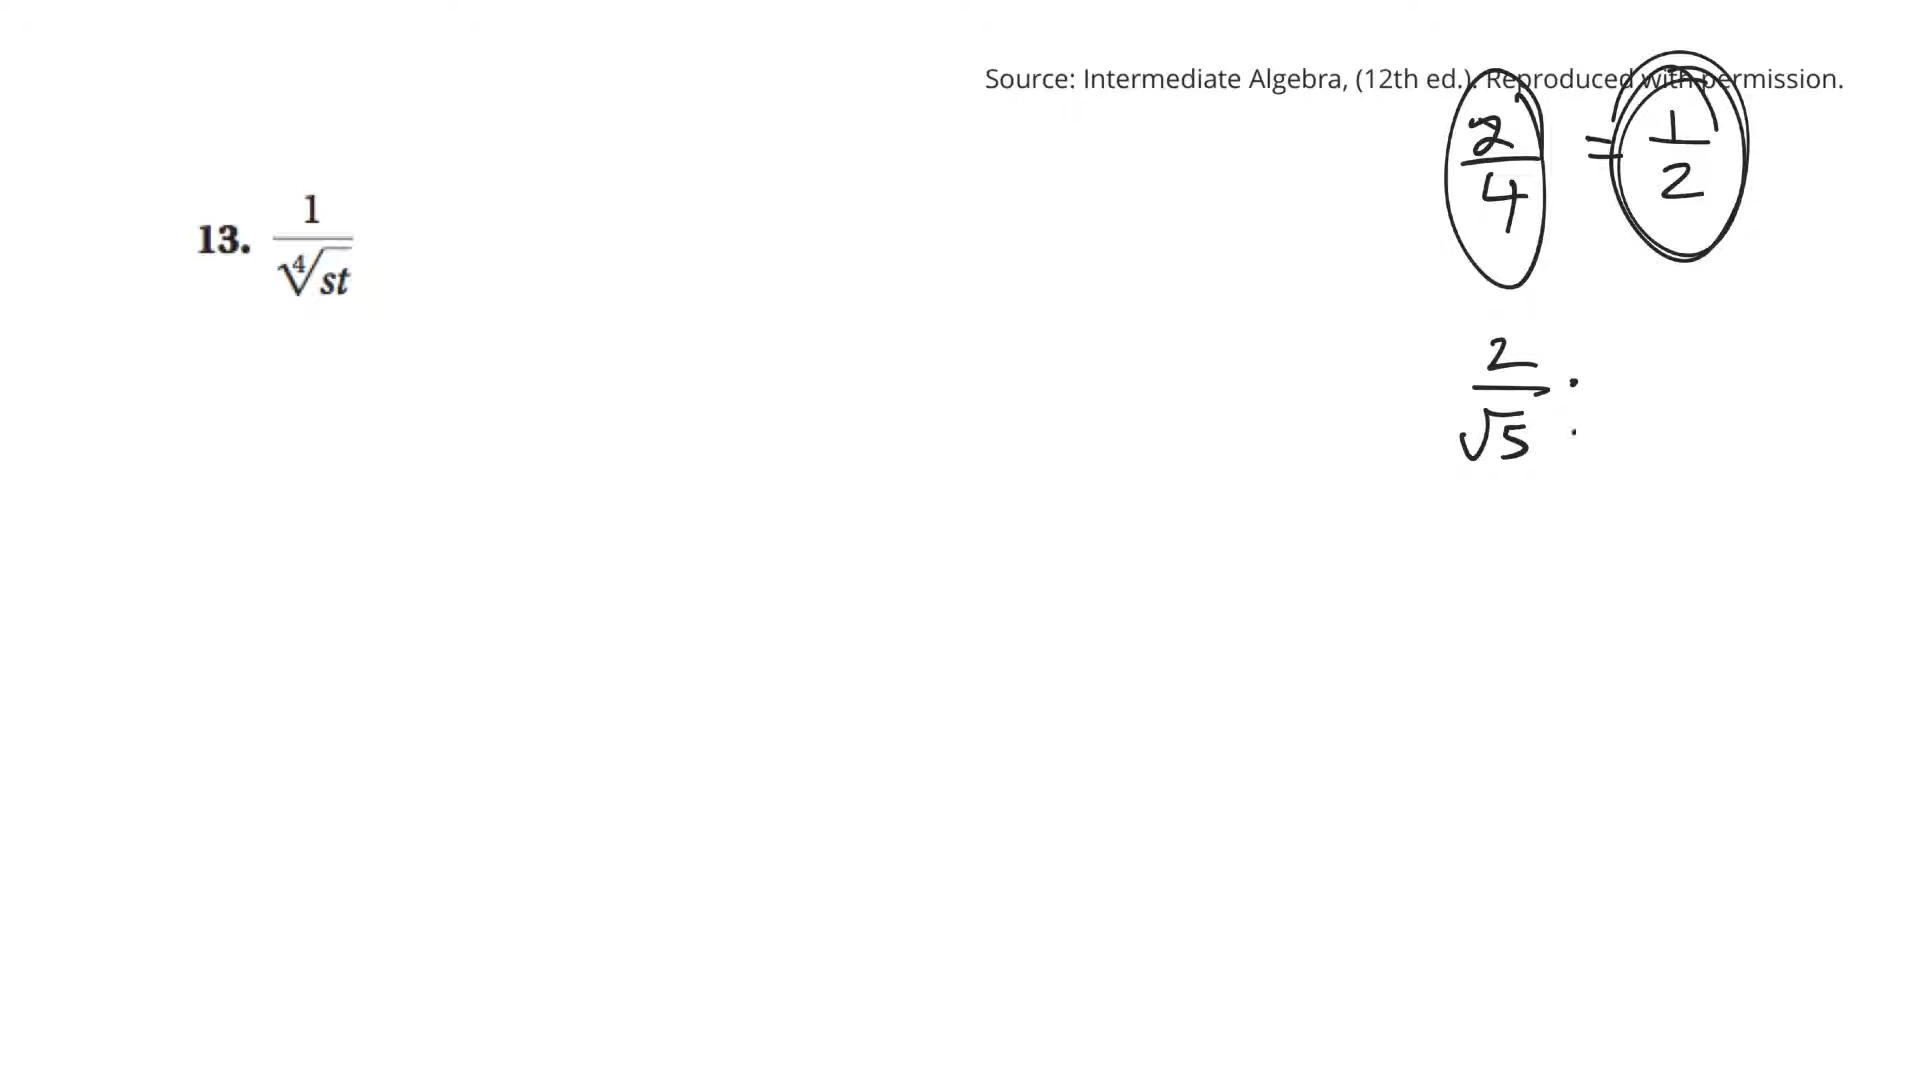 Source: Intermediate Algebra, (12th ed.). Reproduced with permission.
2/4 = 1/2
13. 1/∜st
2/√5 :